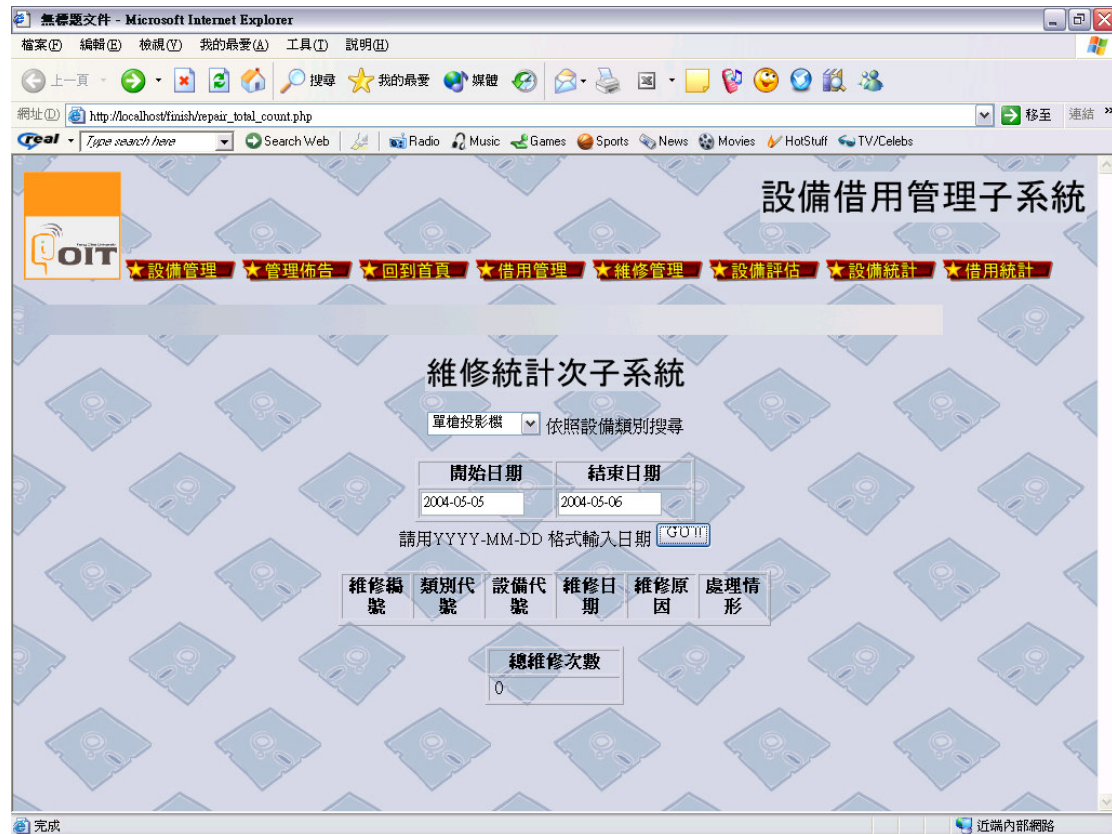 無標題文件 - Microsoft Internet Explorer
檔案(F) 編輯(E) 檢視(V) 我的最愛(A) 工具(T) 說明(H)
上一頁 搜尋 我的最愛 媒體
網址(D) http://localhost/finish/repair_total_count.php 移至 連結 »
real Type search here Search Web Radio Music Games Sports News Movies HotStuff TV/Celebs
設備借用管理子系統
OIT
設備管理 管理佈告 回到首頁 借用管理 維修管理 設備評估 設備統計 借用統計
維修統計次子系統
單槍投影機 依照設備類別搜尋
開始日期 結束日期
2004-05-05 2004-05-06
請用YYYY-MM-DD 格式輸入日期 GO!!
維修編號 類別代號 設備代號 維修日期 維修原因 處理情形
總維修次數
0
完成 近端內部網路